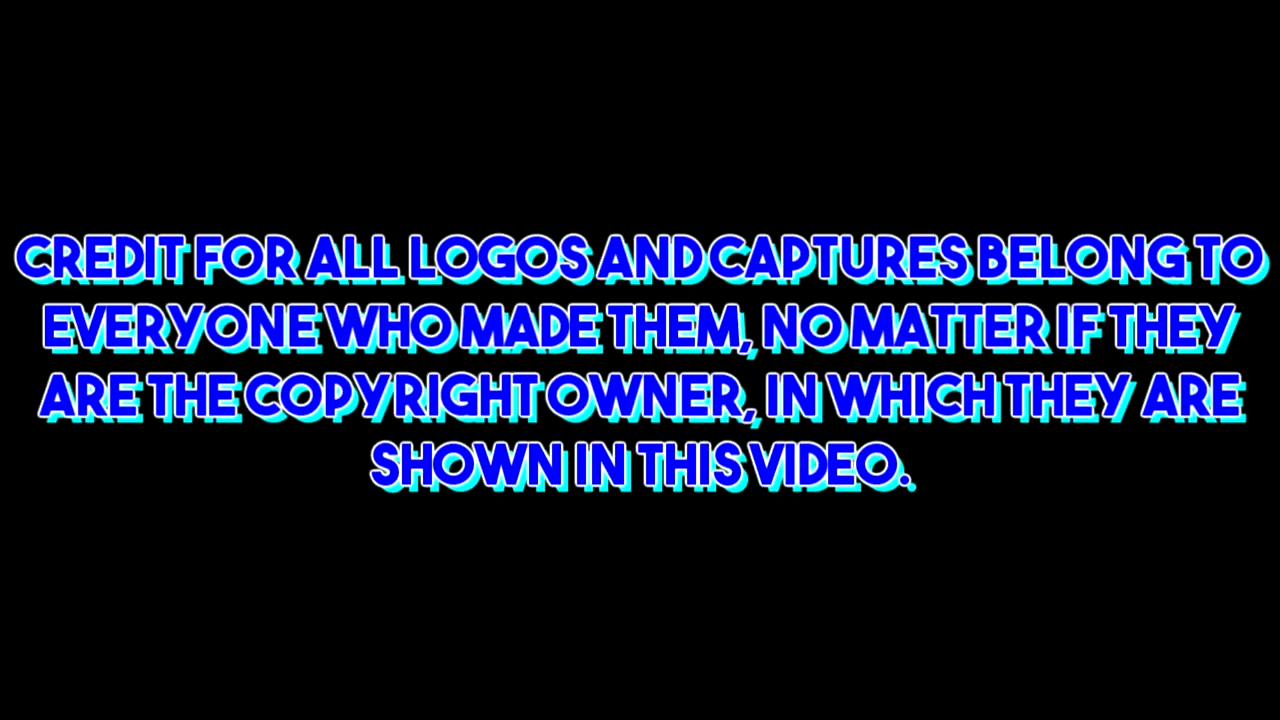 CREDIT FOR ALL LOGOS AND CAPTURES BELONG TO
EVERYONE WHO MADE THEM, NO MATTER IF THEY
ARE THE COPYRIGHT OWNER, IN WHICH THEY ARE
SHOWN IN THIS VIDEO.